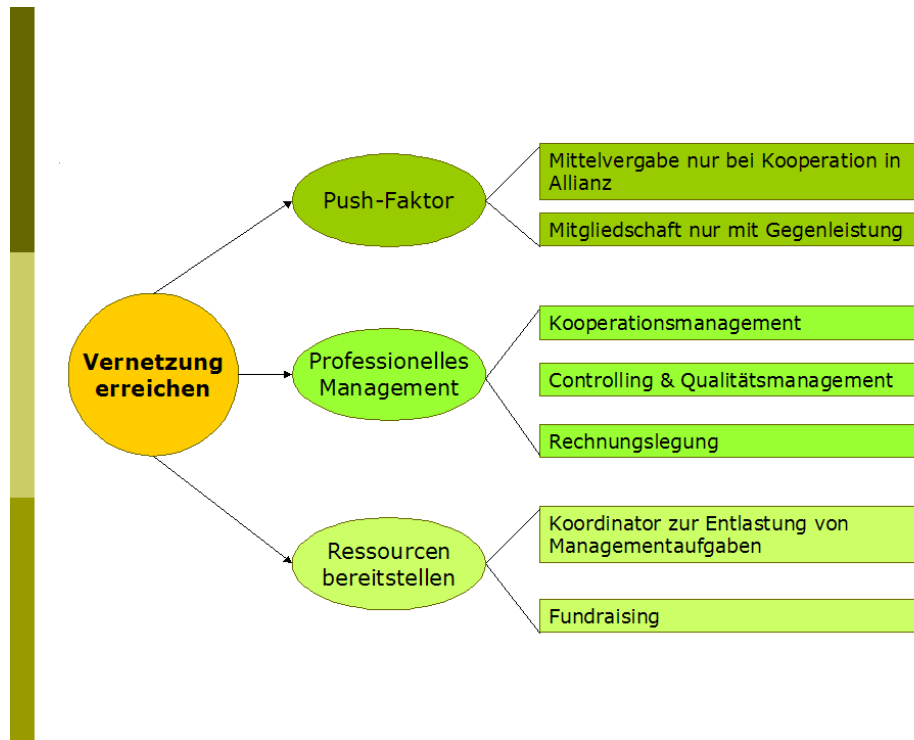 Push-Faktor
Mittelvergabe nur bei Kooperation in
Allianz
Mitgliedschaft nur mit Gegenleistung
Vernetzung
erreichen
Professionelles
Management
Kooperationsmanagement
Controlling & Qualitätsmanagement
Rechnungslegung
Ressourcen
bereitstellen
Koordinator zur Entlastung von
Managementaufgaben
Fundraising